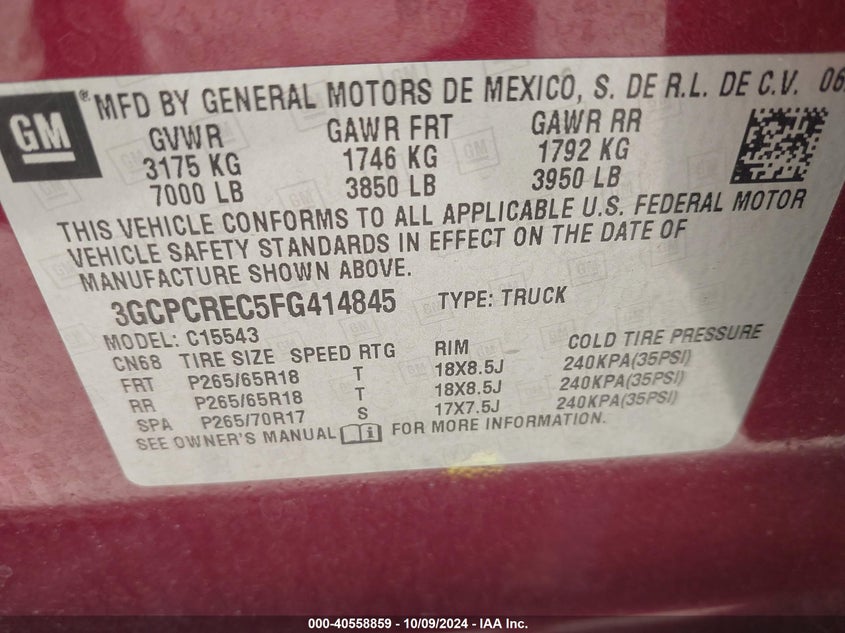 GM
® MFD BY GENERAL MOTORS DE MEXICO, S. DE R.L. DE C.V. 06
GVWR GAWR FRT GAWR RR
3175 KG 1746 KG 1792 KG
7000 LB 3850 LB 3950 LB
THIS VEHICLE CONFORMS TO ALL APPLICABLE U.S. FEDERAL MOTOR
VEHICLE SAFETY STANDARDS IN EFFECT ON THE DATE OF
MANUFACTURE SHOWN ABOVE.
3GCPCREC5FG414845 TYPE: TRUCK
MODEL: C15543
CN68 TIRE SIZE SPEED RTG RIM COLD TIRE PRESSURE
FRT P265/65R18 T 18X8.5J 240KPA(35PSI)
RR P265/65R18 T 18X8.5J 240KPA(35PSI)
SPA P265/70R17 S 17X7.5J 240KPA(35PSI)
SEE OWNER'S MANUAL FOR MORE INFORMATION.
000-40558859 - 10/09/2024 - IAA Inc.